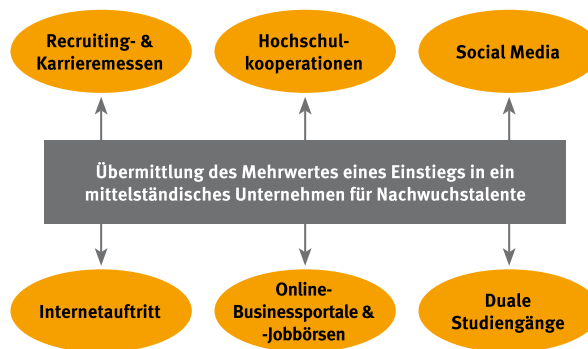 Recruiting- &
Karrieremessen
Hochschul-
kooperationen
Social Media
Übermittlung des Mehrwertes eines Einstiegs in ein
mittelständisches Unternehmen für Nachwuchstalente
Internetauftritt
Online-
Businessportale &
-Jobbörsen
Duale
Studiengänge